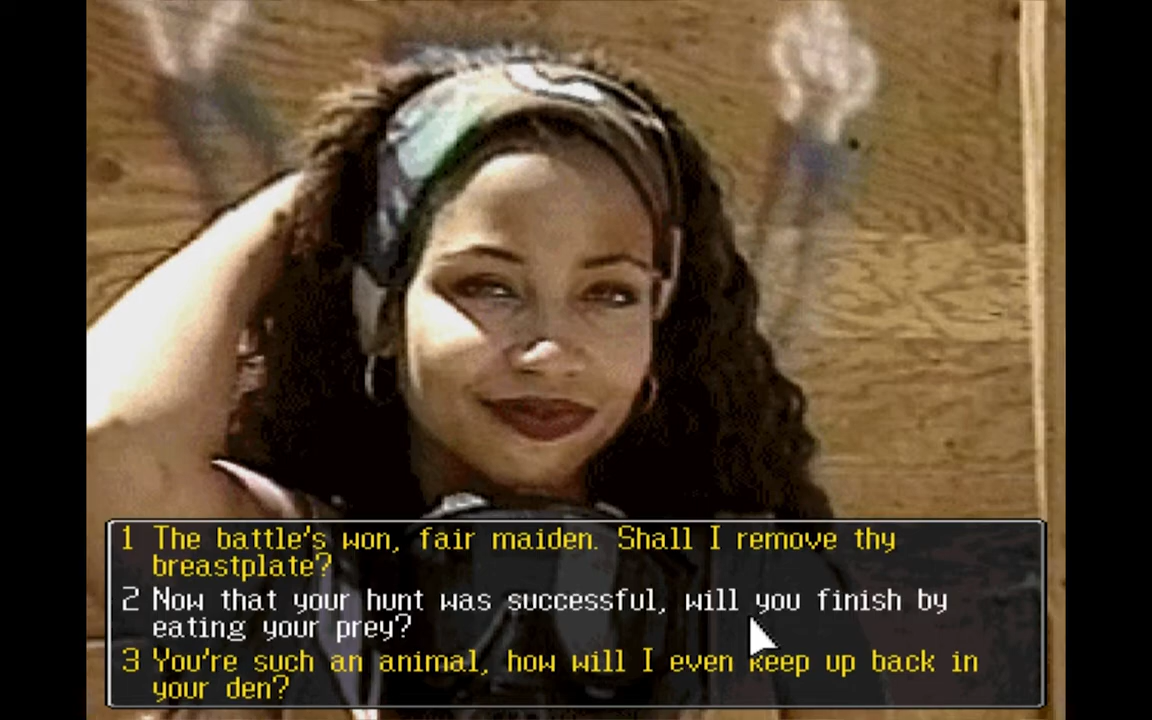 1 The battle's won, fair maiden. Shall I remove thy
breastplate?
2 Now that your hunt was successful, will you finish by
eating your prey?
3 You're such an animal, how will I even keep up back in
your den?